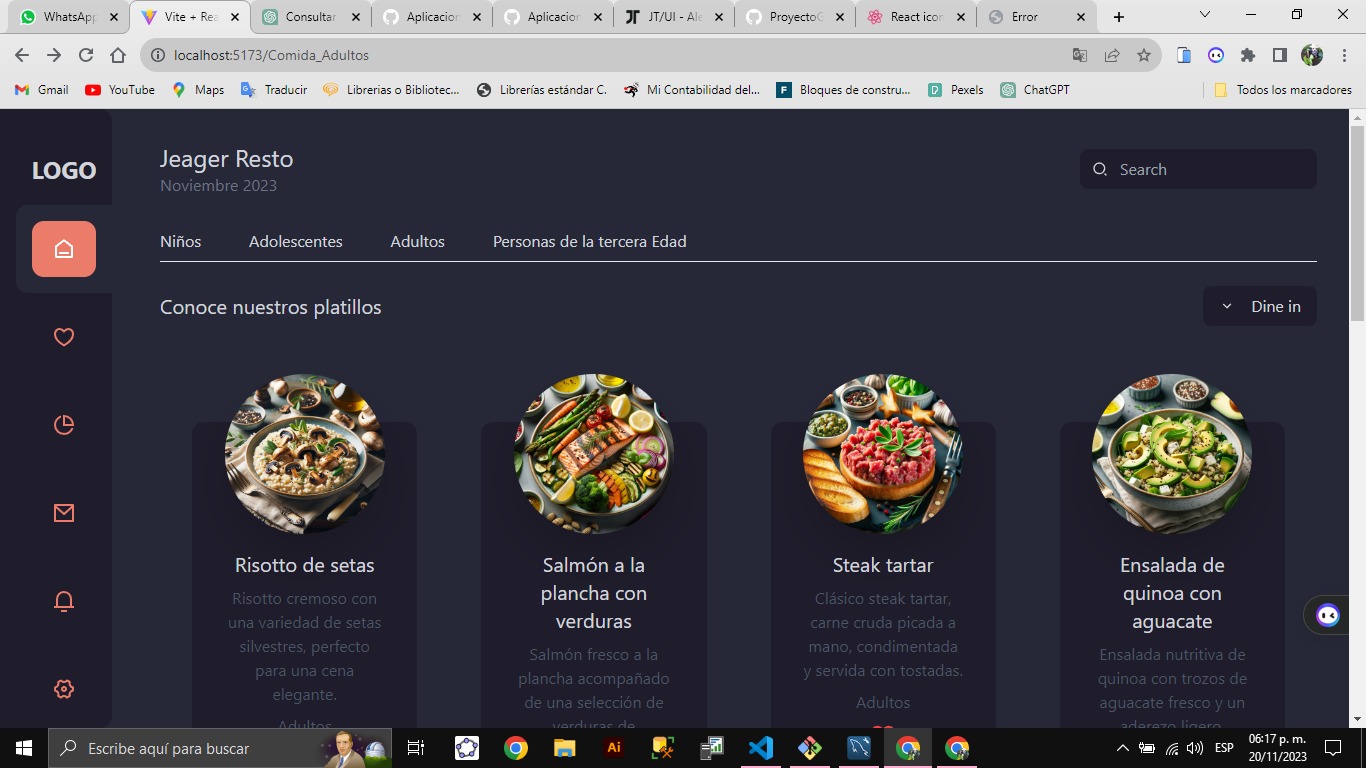 WhatsApp
Vite + Rea
Consultar
Aplicacion
Aplicacion
JT/UI - Ale
ProyectoG
React icon
Error
localhost:5173/Comida_Adultos
Gmail
YouTube
Maps
Traducir
Librerias o Bibliotec...
Librerías estándar C.
Mi Contabilidad del...
Bloques de constru...
Pexels
ChatGPT
Todos los marcadores
LOGO
Jeager Resto
Noviembre 2023
Search
Niños
Adolescentes
Adultos
Personas de la tercera Edad
Conoce nuestros platillos
Dine in
Risotto de setas
Risotto cremoso con
una variedad de setas
silvestres, perfecto
para una cena
elegante.
Adultos
Salmón a la
plancha con
verduras
Salmón fresco a la
plancha acompañado
de una selección de
verduras de
Steak tartar
Clásico steak tartar,
carne cruda picada a
mano, condimentada
y servida con tostadas.
Adultos
Ensalada de
quinoa con
aguacate
Ensalada nutritiva de
quinoa con trozos de
aguacate fresco y un
aderezo ligero
Escribe aquí para buscar
Ai
ESP
06:17 p. m.
20/11/2023